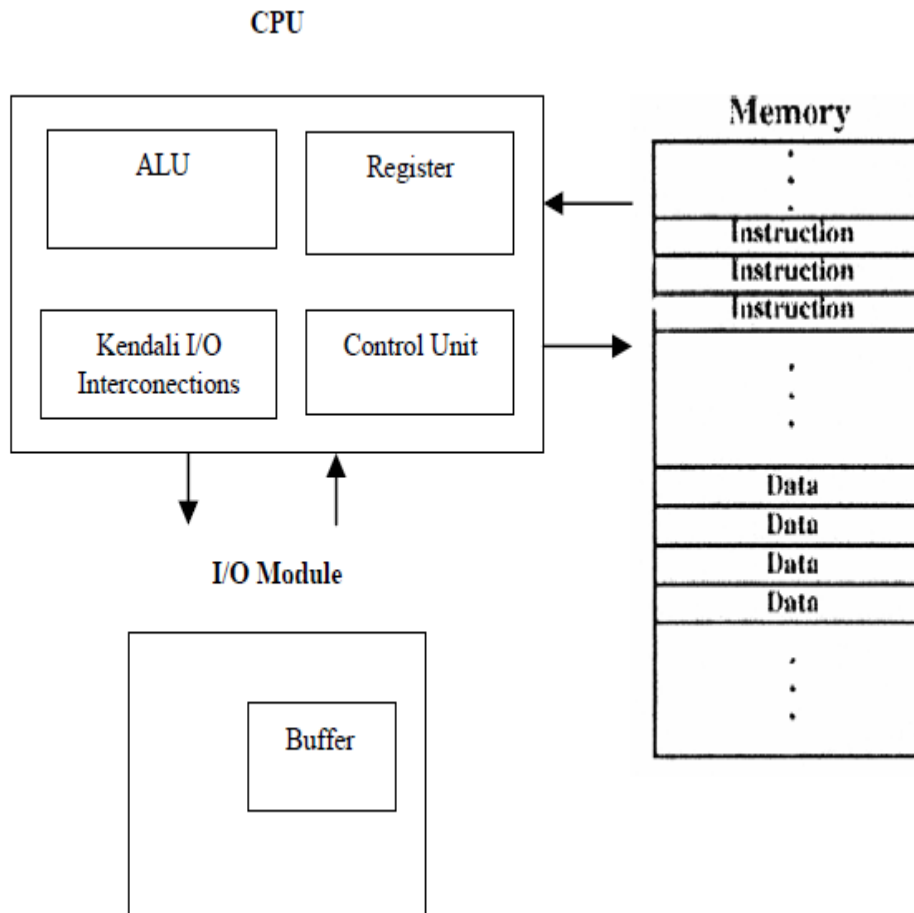 CPU
ALU
Register
Kendali I/O
Interconections
Control Unit
I/O Module
Buffer
Memory
Instruction
Instruction
Instruction
Data
Data
Data
Data